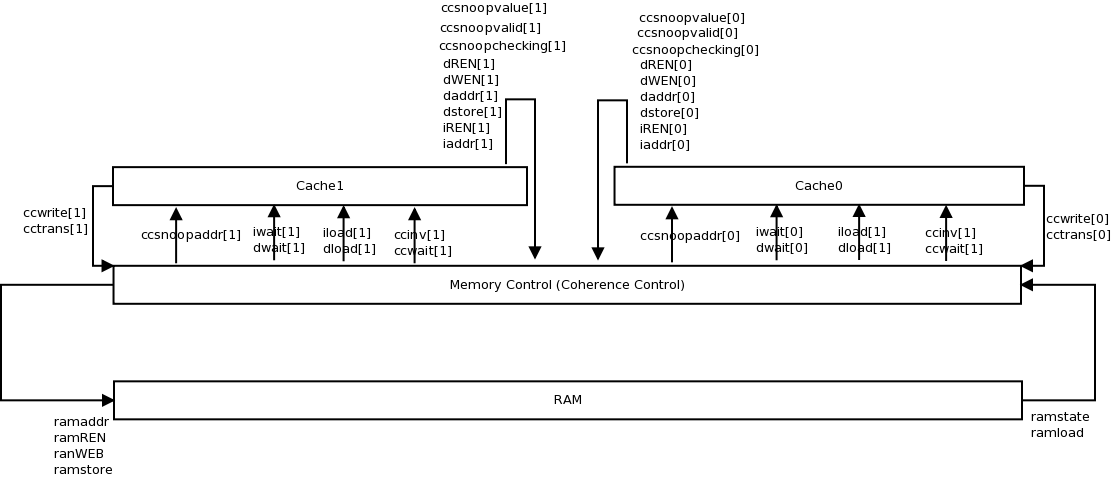 ccsnoopvalue[1]
ccsnoopvalid[1]
ccsnoopchecking[1]
dREN[1]
dWEN[1]
daddr[1]
dstore[1]
iREN[1]
iaddr[1]
ccsnoopvalue[0]
ccsnoopvalid[0]
ccsnoopchecking[0]
dREN[0]
dWEN[0]
daddr[0]
dstore[0]
iREN[0]
iaddr[0]
Cache1
Cache0
ccwrite[1]
cctrans[1]
ccsnoopaddr[1]
iwait[1]
dwait[1]
iload[1]
dload[1]
ccinv[1]
ccwait[1]
ccsnoopaddr[0]
iwait[0]
dwait[0]
iload[1]
dload[1]
ccinv[1]
ccwait[1]
ccwrite[0]
cctrans[0]
Memory Control (Coherence Control)
RAM
ramaddr
ramREN
ranWEB
ramstore
ramstate
ramload